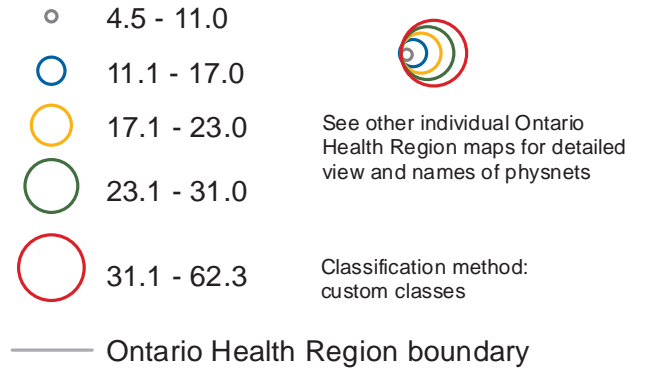 4.5 - 11.0
11.1 - 17.0
17.1 - 23.0
23.1 - 31.0
31.1 - 62.3
See other individual Ontario
Health Region maps for detailed
view and names of physnets
Classification method:
custom classes
Ontario Health Region boundary